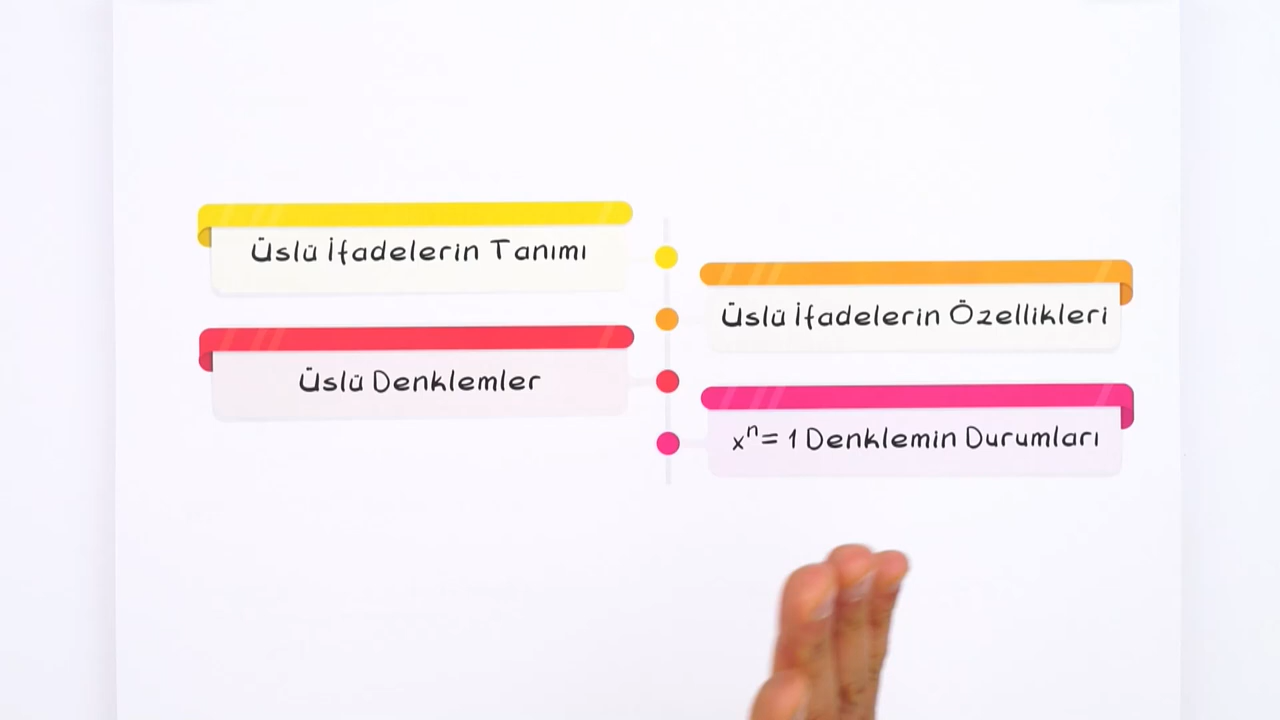 Üslü İfadelerin Tanımı
Üslü İfadelerin Özellikleri
Üslü Denklemler
xⁿ= 1 Denklemin Durumları